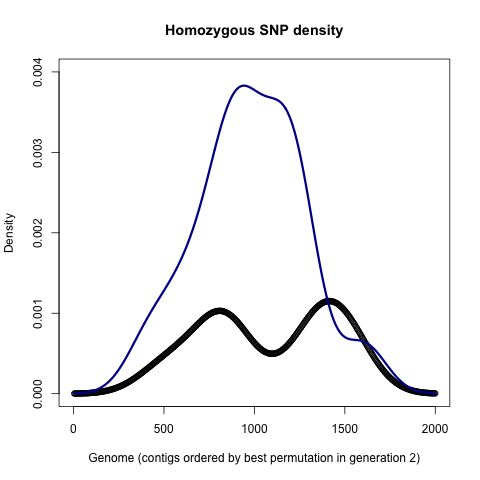 Homozygous SNP density
0.004
0.003
0.002
0.001
0.000
Density
0 500 1000 1500 2000
Genome (contigs ordered by best permutation in generation 2)